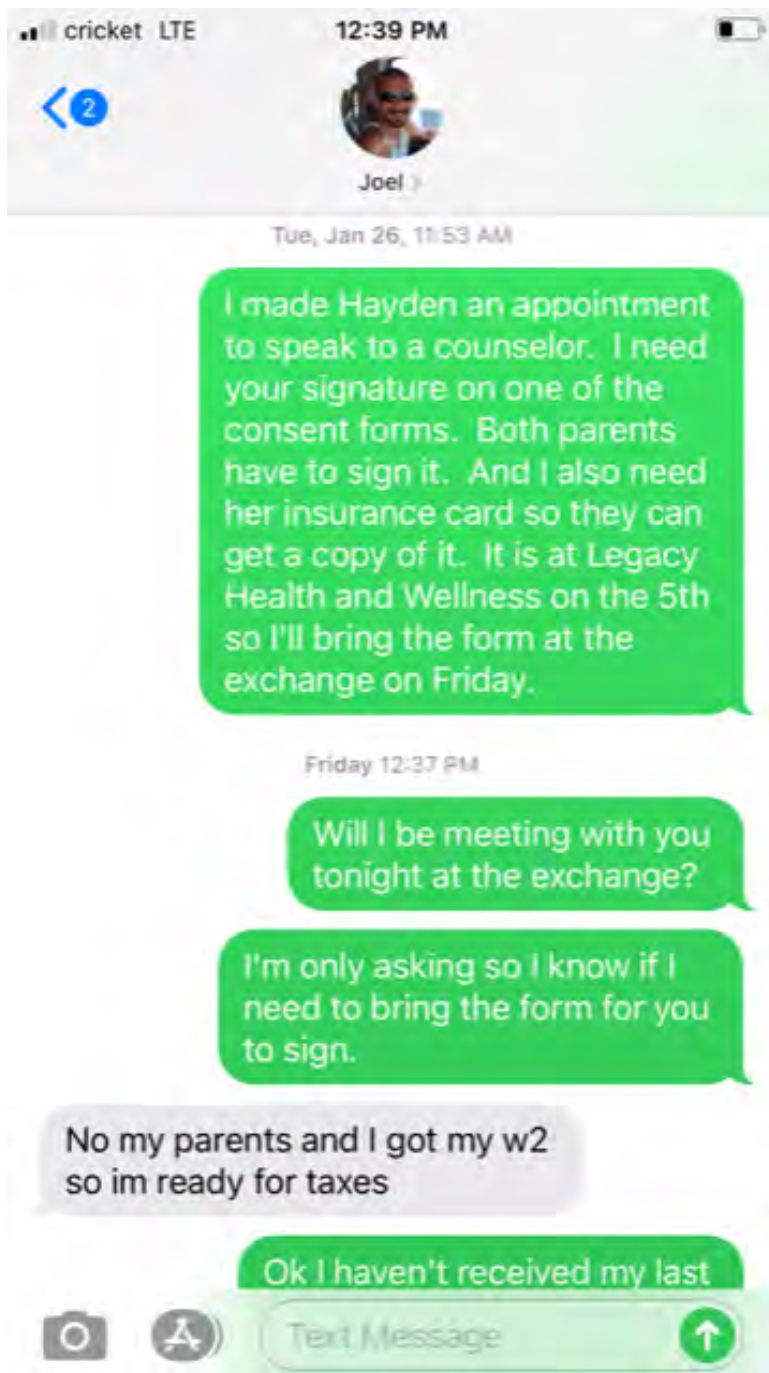 cricket LTE 12:39 PM
2
Joel
Tue, Jan 26, 11:53 AM
I made Hayden an appointment
to speak to a counselor.  I need
your signature on one of the
consent forms.  Both parents
have to sign it.  And I also need
her insurance card so they can
get a copy of it.  It is at Legacy
Health and Wellness on the 5th
so I'll bring the form at the
exchange on Friday.
Friday 12:37 PM
Will I be meeting with you
tonight at the exchange?
I'm only asking so I know if I
need to bring the form for you
to sign.
No my parents and I got my w2
so im ready for taxes
Ok I haven't received my last
Text Message